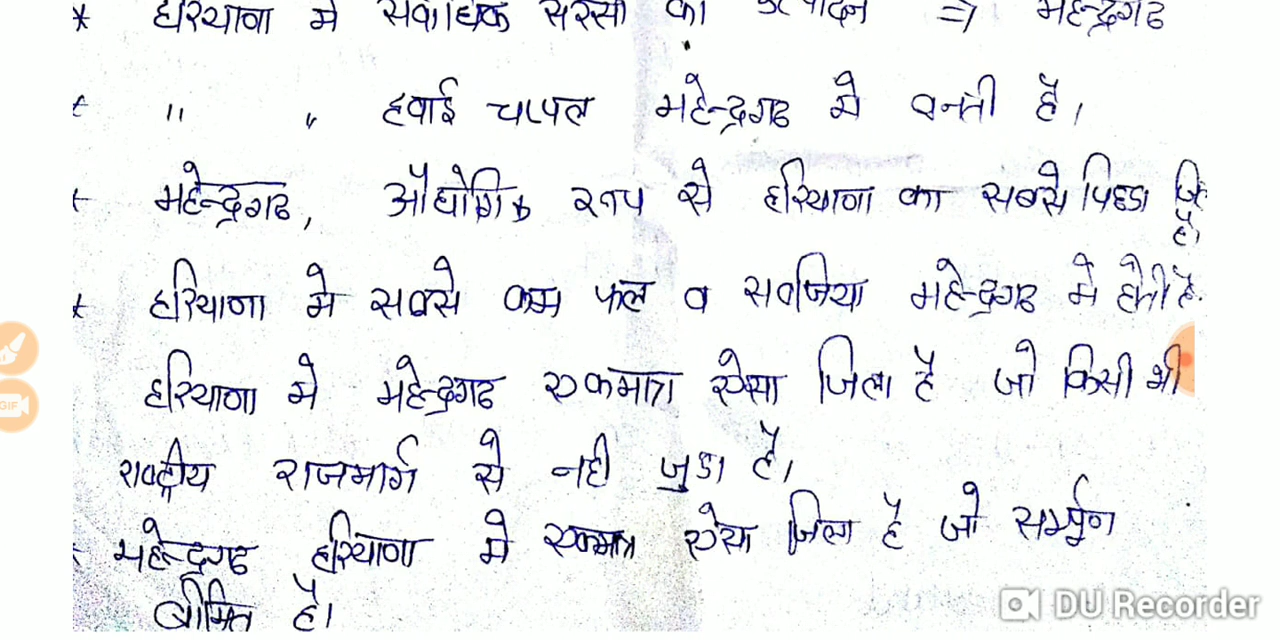 * हरियाणा मे सर्वाधिक सरसो का उत्पादन ⇒ महेन्द्रगढ
* " " हवाई चप्पल महेन्द्रगढ मे बनती है।
* महेन्द्रगढ, औद्योगिक रूप से हरियाणा का सबसे पिछडा जि
है।
* हरियाणा मे सबसे कम फल व सब्जिया महेन्द्रगढ मे होती है.
हरियाणा मे महेन्द्रगढ एकमात्र ऐसा जिला है जो किसी भी
राष्ट्रीय राजमार्ग से नही जुडा है।
महेन्द्रगढ हरियाणा मे एकमात्र ऐसा जिला है जो सर्म्पूण
बीमित है।
GIF
DU Recorder